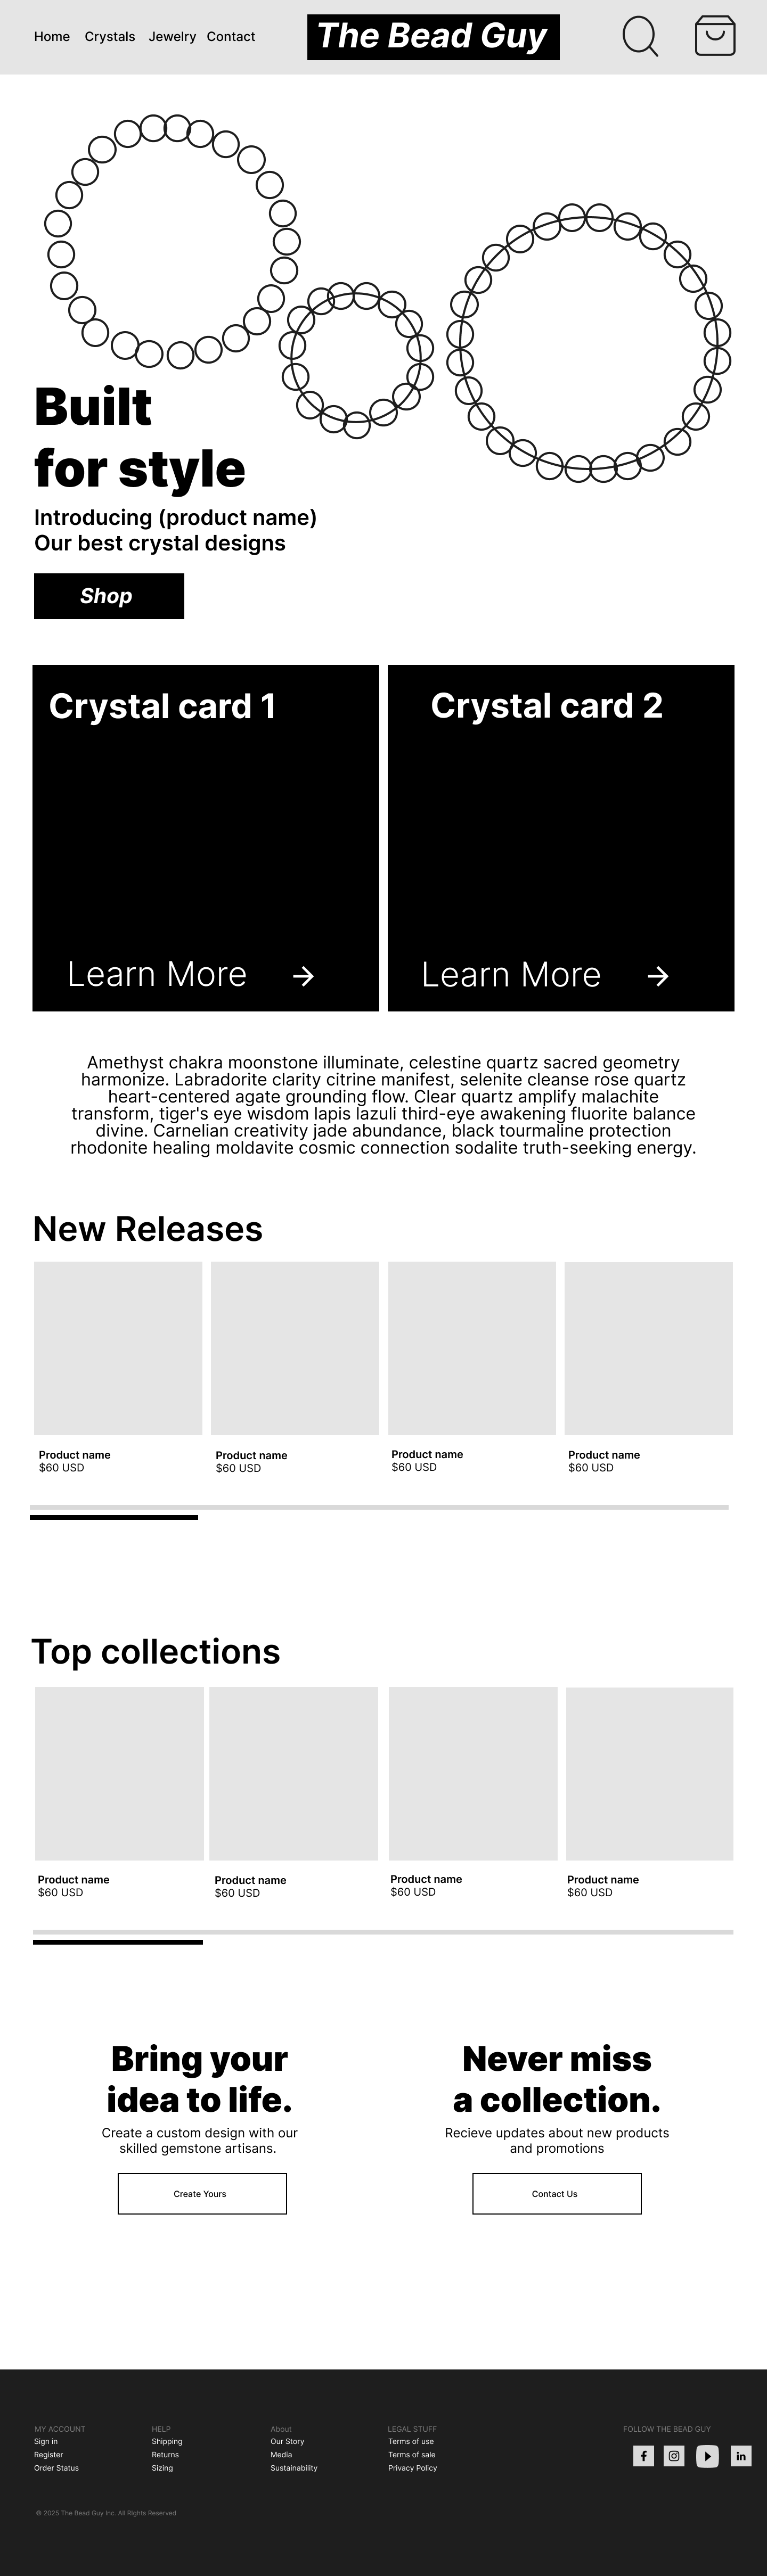 Home Crystals Jewelry Contact
The Bead Guy
Built
for style
Introducing (product name)
Our best crystal designs
Shop
Crystal card 1
Crystal card 2
Learn More →
Learn More →
Amethyst chakra moonstone illuminate, celestine quartz sacred geometry
harmonize. Labradorite clarity citrine manifest, selenite cleanse rose quartz
heart-centered agate grounding flow. Clear quartz amplify malachite
transform, tiger's eye wisdom lapis lazuli third-eye awakening fluorite balance
divine. Carnelian creativity jade abundance, black tourmaline protection
rhodonite healing moldavite cosmic connection sodalite truth-seeking energy.
New Releases
Product name
$60 USD
Product name
$60 USD
Product name
$60 USD
Product name
$60 USD
Top collections
Product name
$60 USD
Product name
$60 USD
Product name
$60 USD
Product name
$60 USD
Bring your
idea to life.
Create a custom design with our
skilled gemstone artisans.
Create Yours
Never miss
a collection.
Recieve updates about new products
and promotions
Contact Us
MY ACCOUNT
Sign in
Register
Order Status
HELP
Shipping
Returns
Sizing
About
Our Story
Media
Sustainability
LEGAL STUFF
Terms of use
Terms of sale
Privacy Policy
FOLLOW THE BEAD GUY
f
in
© 2025 The Bead Guy Inc. All Rights Reserved